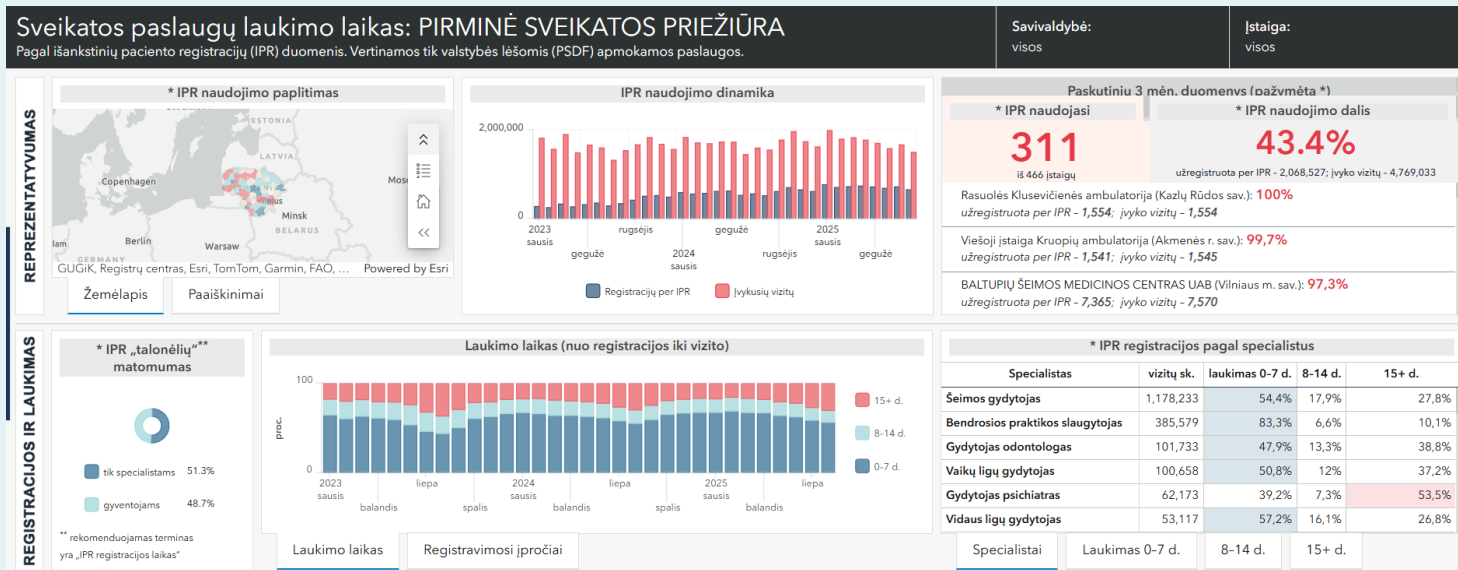 Sveikatos paslaugų laukimo laikas: PIRMINĖ SVEIKATOS PRIEŽIŪRA
Pagal išankstinių paciento registracijų (IPR) duomenis. Vertinamos tik valstybės lėšomis (PSDF) apmokamos paslaugos.
Savivaldybė:
visos
Įstaiga:
visos
REPREZENTATYVUMAS
* IPR naudojimo paplitimas
ESTONIA
LATVIA
Copenhagen
Minsk
BELARUS
Berlin
Warsaw
GERMANY
GUGiK, Registrų centras, Esri, TomTom, Garmin, FAO, ...
Powered by Esri
Žemėlapis
Paaiškinimai
IPR naudojimo dinamika
2,000,000
0
2023 sausis
gegužė
rugsėjis
2024 sausis
gegužė
rugsėjis
2025 sausis
gegužė
Registracijų per IPR
Įvykusių vizitų
Paskutinių 3 mėn. duomenys (pažymėta *)
* IPR naudojasi
311
iš 466 įstaigų
* IPR naudojimo dalis
43.4%
užregistruota per IPR - 2,068,527; įvyko vizitų - 4,769,033
Rasuolės Klusevičienės ambulatorija (Kazlų Rūdos sav.): 100%
užregistruota per IPR - 1,554; įvyko vizitų - 1,554
Viešoji įstaiga Kruopių ambulatorija (Akmenės r. sav.): 99,7%
užregistruota per IPR - 1,541; įvyko vizitų - 1,545
BALTUPIŲ ŠEIMOS MEDICINOS CENTRAS UAB (Vilniaus m. sav.): 97,3%
užregistruota per IPR - 7,365; įvyko vizitų - 7,570
REGISTRACIJOS IR LAUKIMAS
* IPR „talonėlių“**
matomumas
tik specialistams 51.3%
gyventojams 48.7%
** rekomenduojamas terminas
yra „IPR registracijos laikas“
Laukimo laikas (nuo registracijos iki vizito)
100
proc.
0
2023 sausis
balandis
liepa
spalis
2024 sausis
balandis
liepa
spalis
2025 sausis
balandis
liepa
15+ d.
8-14 d.
0-7 d.
Laukimo laikas
Registravimosi įpročiai
* IPR registracijos pagal specialistus
Specialistas vizitų sk. laukimas 0-7 d. 8-14 d. 15+ d.
Šeimos gydytojas 1,178,233 54,4% 17,9% 27,8%
Bendrosios praktikos slaugytojas 385,579 83,3% 6,6% 10,1%
Gydytojas odontologas 101,733 47,9% 13,3% 38,8%
Vaikų ligų gydytojas 100,658 50,8% 12% 37,2%
Gydytojas psichiatras 62,173 39,2% 7,3% 53,5%
Vidaus ligų gydytojas 53,117 57,2% 16,1% 26,8%
Specialistai
Laukimas 0-7 d.
8-14 d.
15+ d.